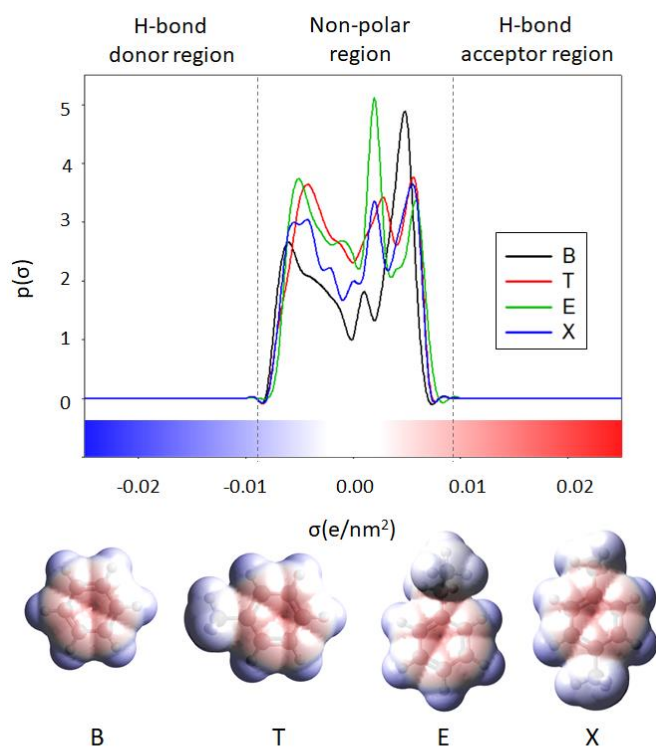 H-bond
donor region
Non-polar
region
H-bond
acceptor region
5
4
3
2
1
0
p(σ)
B
T
E
X
-0.02
-0.01
0.00
0.01
0.02
σ(e/nm²)
B
T
E
X